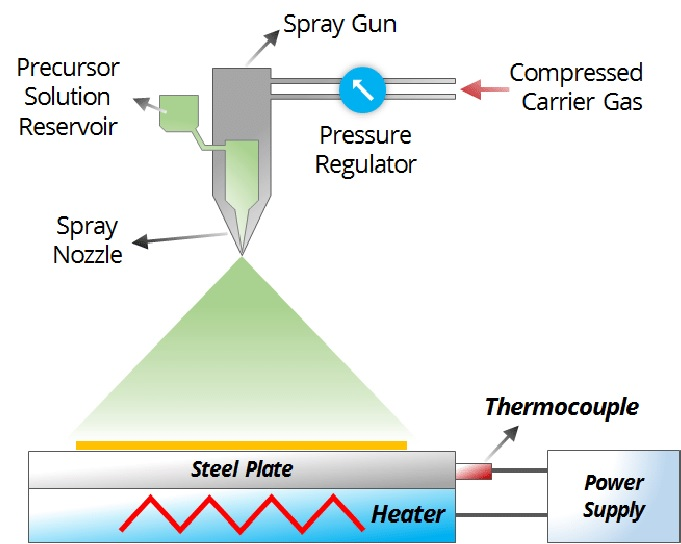 Spray Gun
Precursor
Solution
Reservoir
Compressed
Carrier Gas
Pressure
Regulator
Spray
Nozzle
Thermocouple
Steel Plate
Power
Supply
Heater